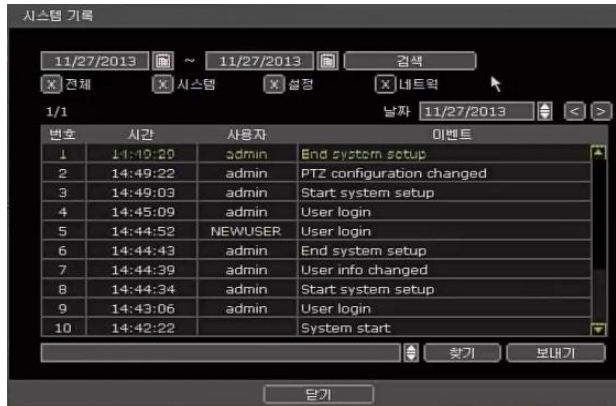 시스템 기록
11/27/2013 ~ 11/27/2013 검색
X 전체 X 시스템 X 설정 X 네트워크
1/1 날짜 11/27/2013 < >
번호 시간 사용자 이벤트
1 14:49:29 admin End system setup
2 14:49:22 admin PTZ configuration changed
3 14:49:03 admin Start system setup
4 14:45:09 admin User login
5 14:44:52 NEWUSER User login
6 14:44:43 admin End system setup
7 14:44:39 admin User info changed
8 14:44:34 admin Start system setup
9 14:43:06 admin User login
10 14:42:22 System start
찾기 보내기
닫기